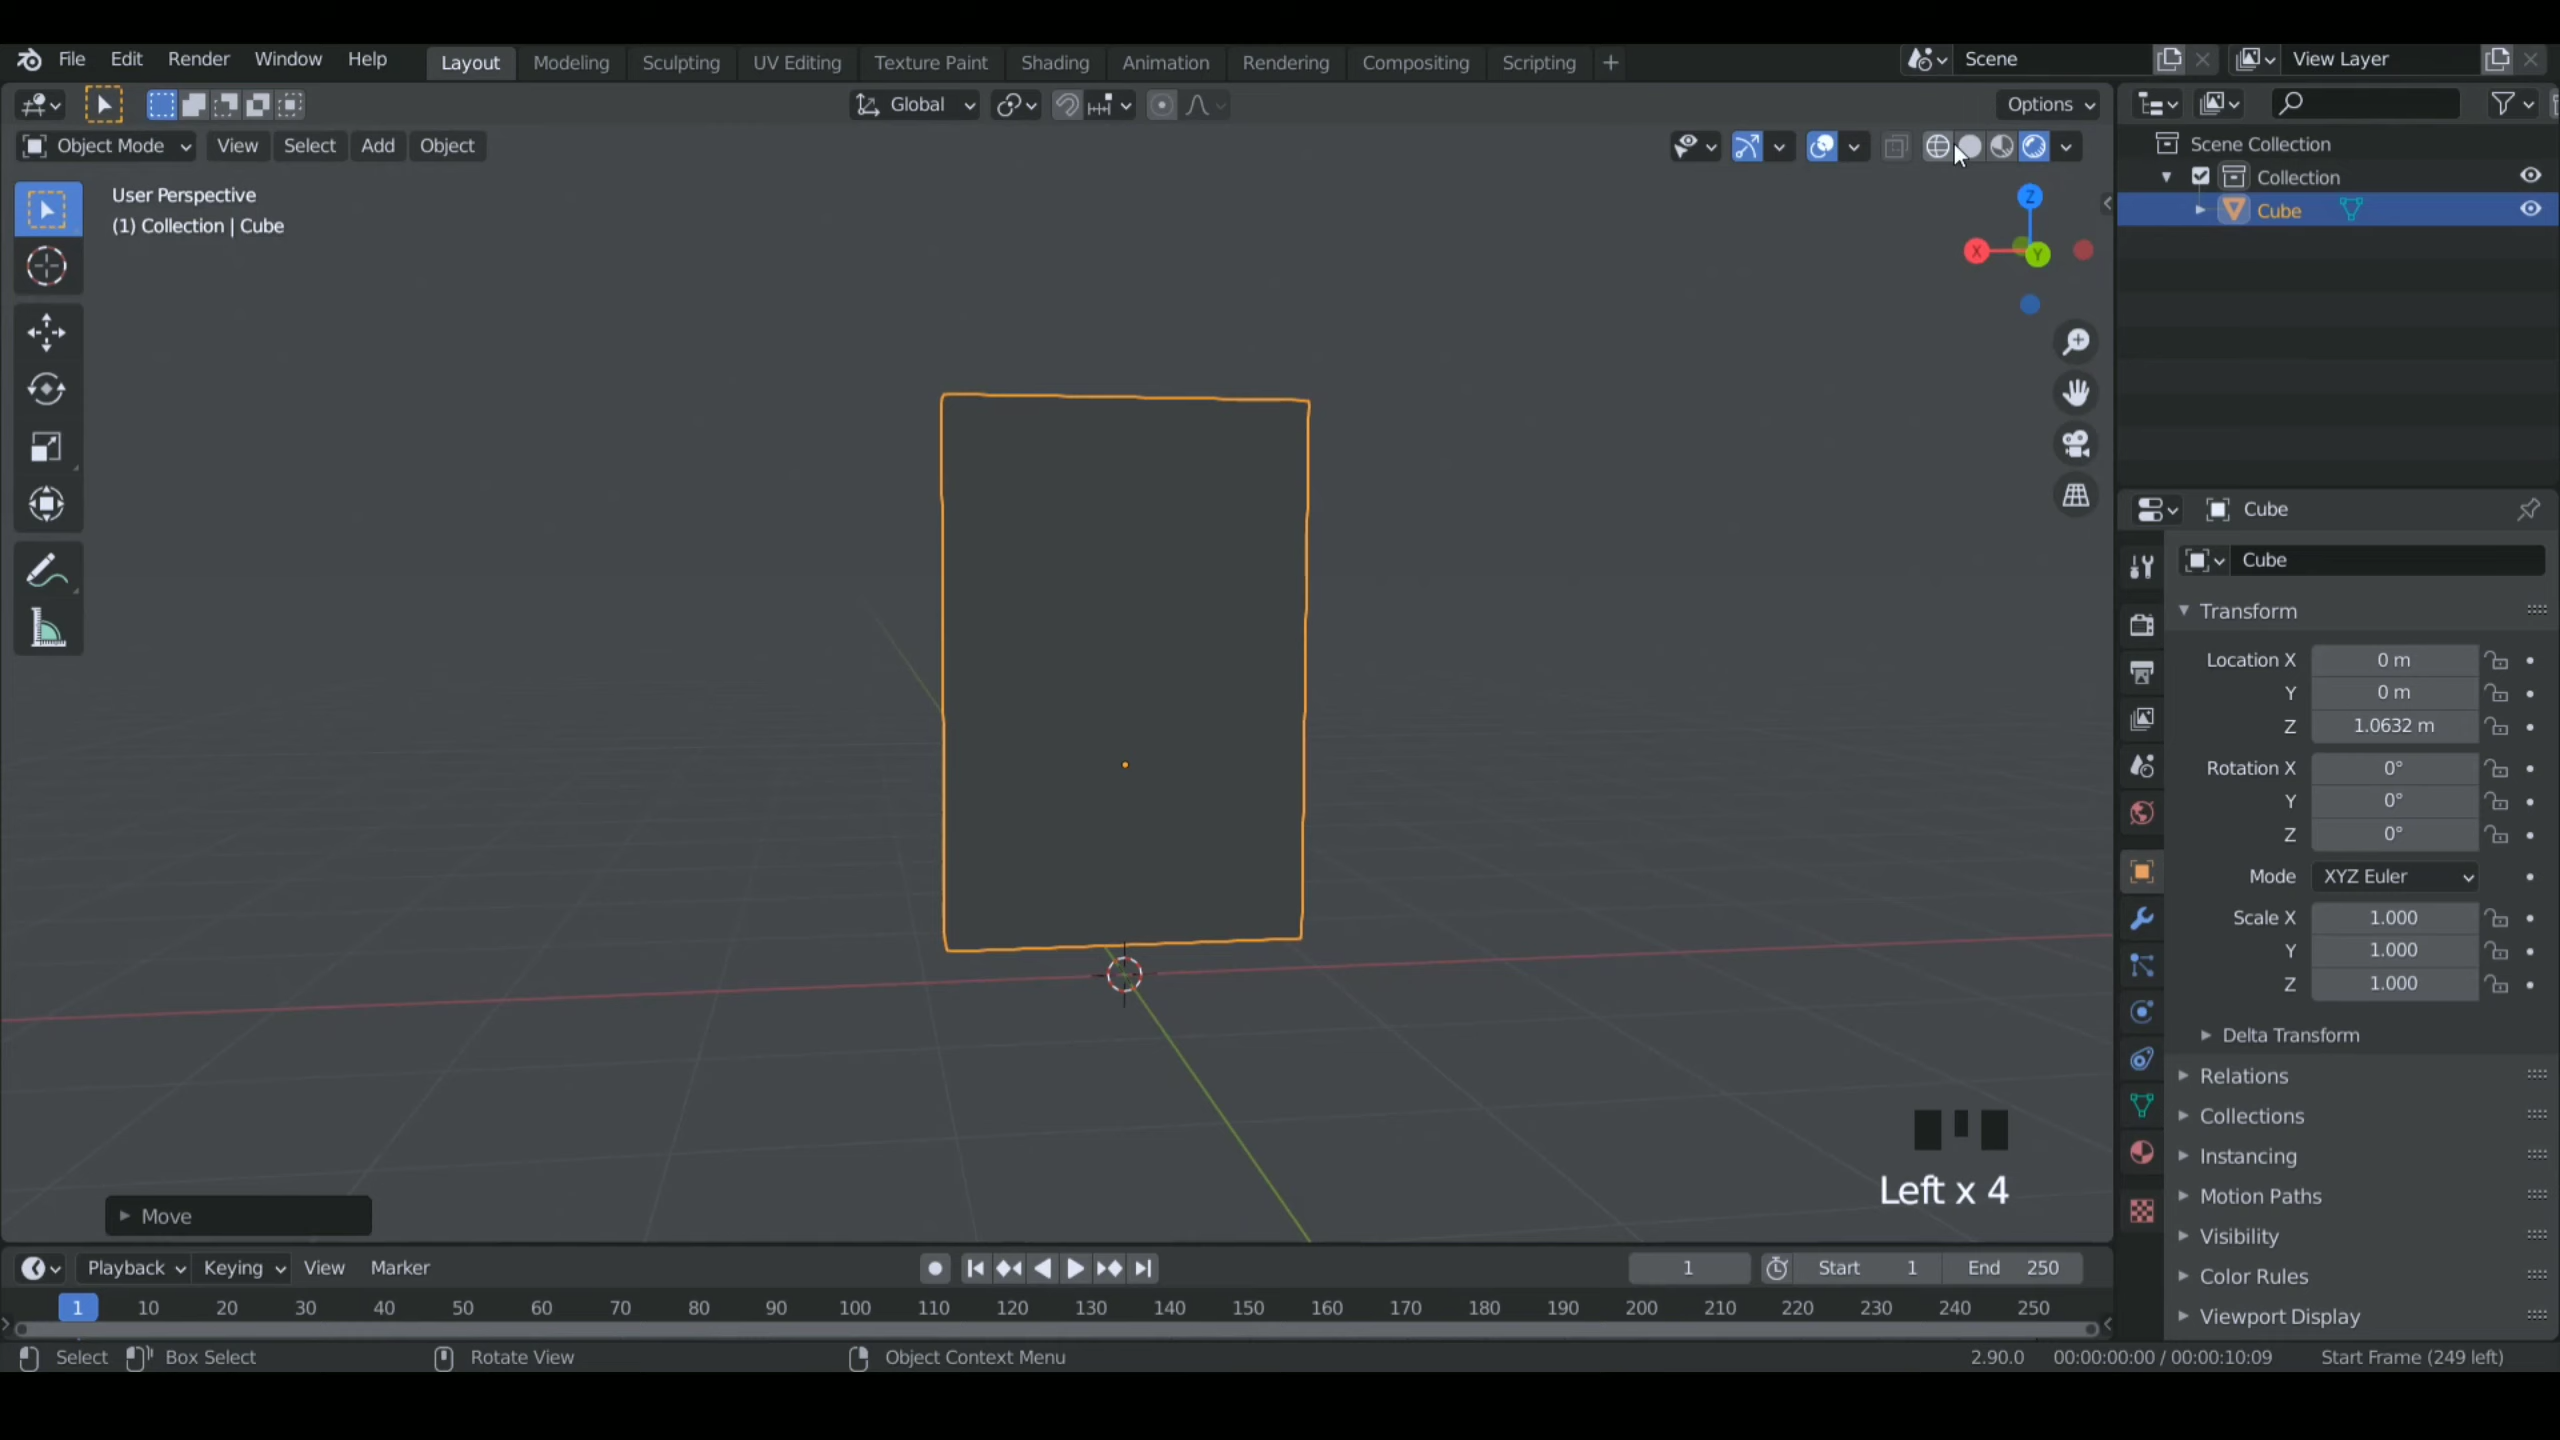 File Edit Render Window Help Layout Modeling Sculpting UV Editing Texture Paint Shading Animation Rendering Compositing Scripting + Scene View Layer
Global Options
Object Mode View Select Add Object
User Perspective
(1) Collection | Cube
Z
X Y
Scene Collection
Collection
Cube
Cube
Cube
Transform
Location X 0 m
Y 0 m
Z 1.0632 m
Rotation X 0°
Y 0°
Z 0°
Mode XYZ Euler
Scale X 1.000
Y 1.000
Z 1.000
Delta Transform
Relations
Collections
Instancing
Motion Paths
Visibility
Color Rules
Viewport Display
Left x 4
Move
Playback Keying View Marker 1 Start 1 End 250
1 10 20 30 40 50 60 70 80 90 100 110 120 130 140 150 160 170 180 190 200 210 220 230 240 250
Select Box Select Rotate View Object Context Menu 2.90.0 00:00:00:00 / 00:00:10:09 Start Frame (249 left)